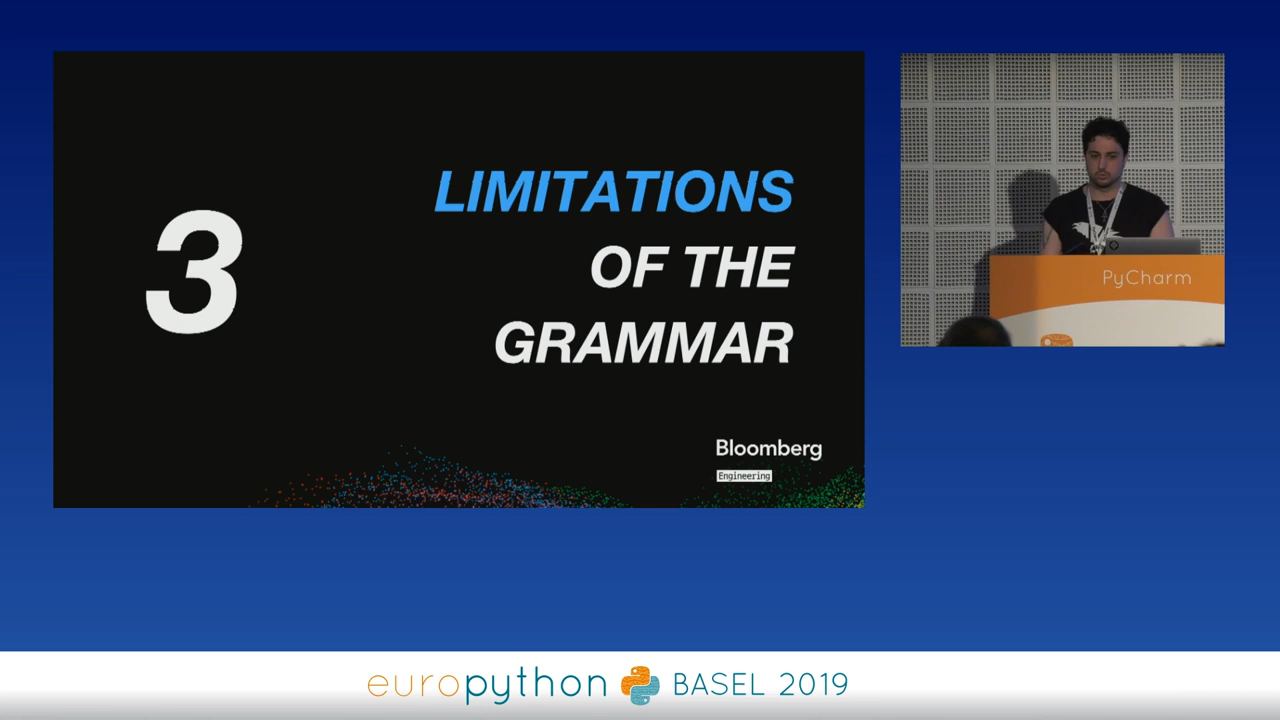 3
LIMITATIONS
OF THE
GRAMMAR
Bloomberg
Engineering
PyCharm
europython BASEL 2019